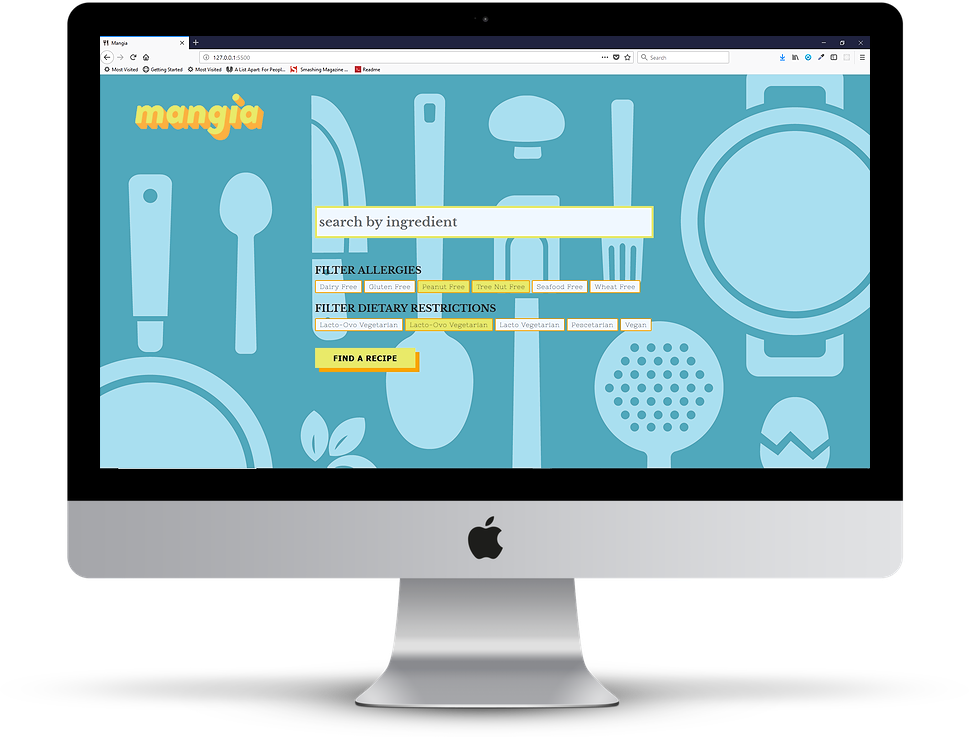 Mangia
127.0.0.1:5500
Search
Most Visited Getting Started Most Visited A List Apart: For Peopl... Smashing Magazine ... Readme
mangia
search by ingredient
FILTER ALLERGIES
Dairy Free Gluten Free Peanut Free Tree Nut Free Seafood Free Wheat Free
FILTER DIETARY RESTRICTIONS
Lacto-Ovo Vegetarian Lacto-Ovo Vegetarian Lacto Vegetarian Pescetarian Vegan
FIND A RECIPE